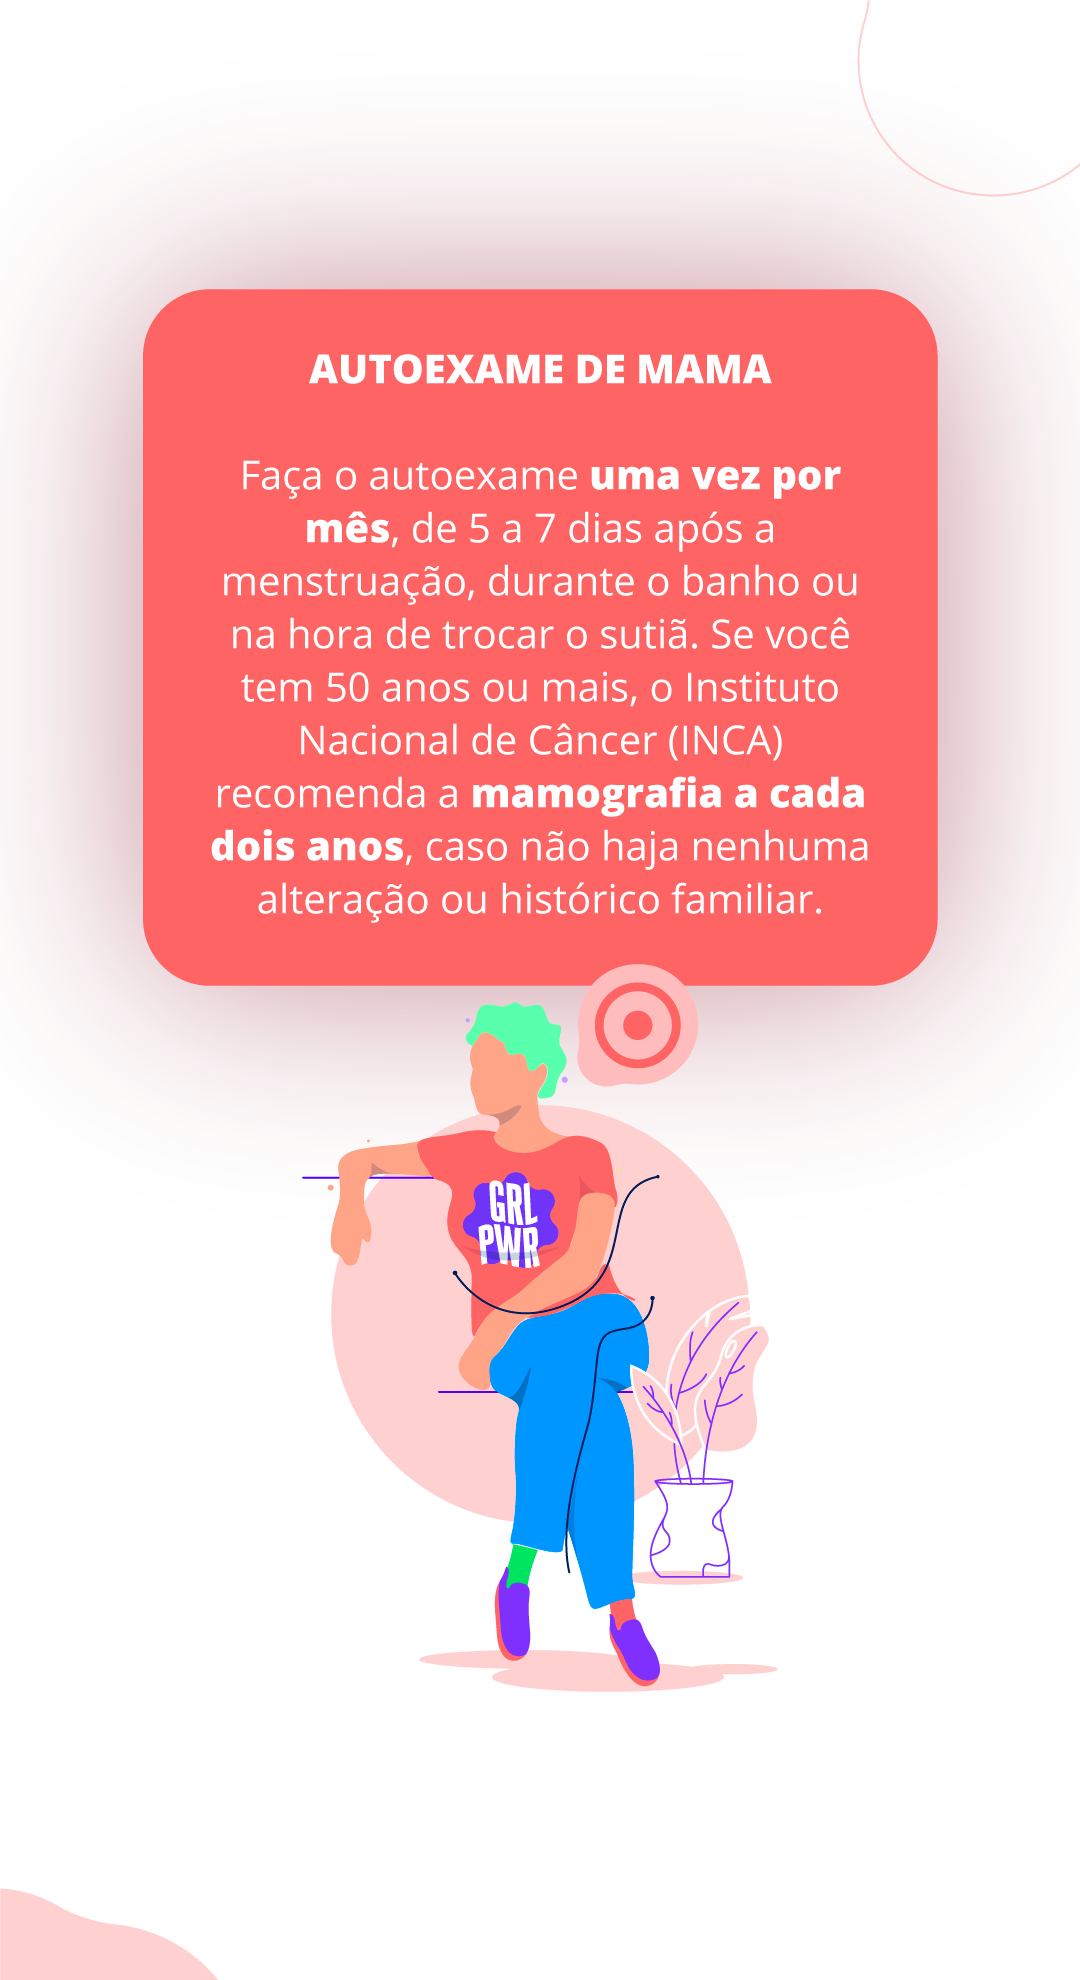 AUTOEXAME DE MAMA
Faça o autoexame uma vez por
mês, de 5 a 7 dias após a
menstruação, durante o banho ou
na hora de trocar o sutiã. Se você
tem 50 anos ou mais, o Instituto
Nacional de Câncer (INCA)
recomenda a mamografia a cada
dois anos, caso não haja nenhuma
alteração ou histórico familiar.
GRL
PWR